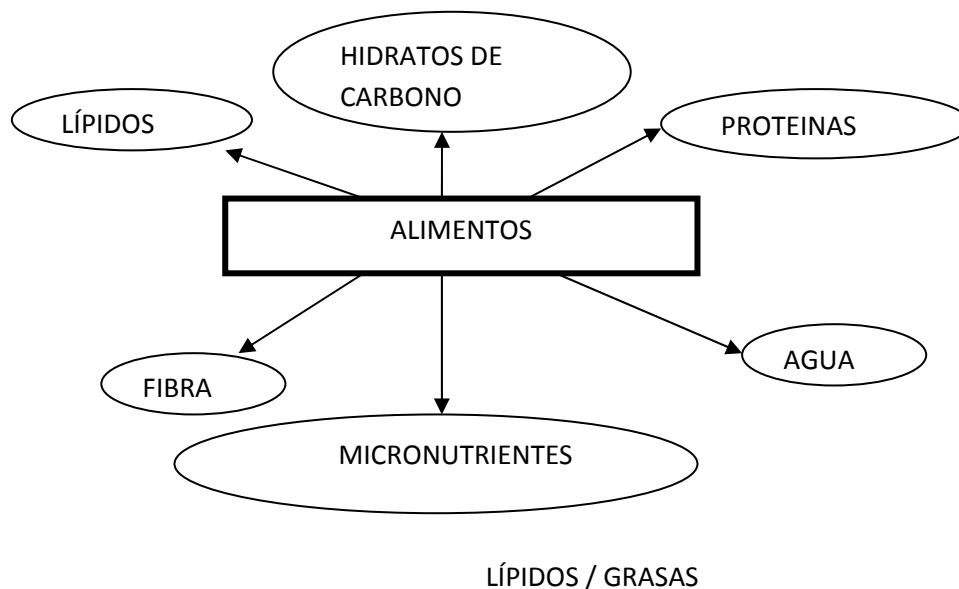 HIDRATOS DE
CARBONO
LÍPIDOS
PROTEINAS
ALIMENTOS
FIBRA
AGUA
MICRONUTRIENTES
LÍPIDOS / GRASAS